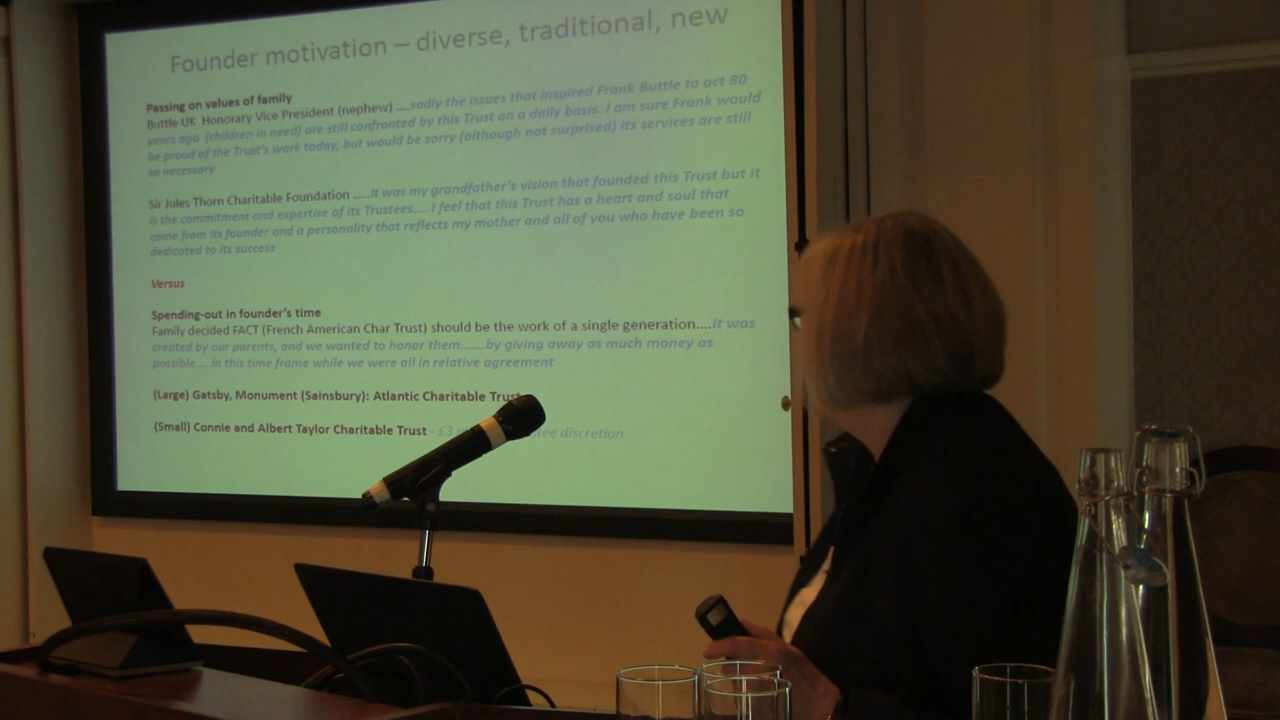 Founder motivation – diverse, traditional, new
Passing on values of family
Buttle UK Honorary Vice President (nephew) ....sadly the issues that inspired Frank Buttle to act 80
years ago (children in need) are still confronted by this Trust on a daily basis. I am sure Frank would
be proud of the Trust's work today, but would be sorry (although not surprised) its services are still
so necessary
Sir Jules Thorn Charitable Foundation .....it was my grandfather's vision that founded this Trust but it
is the commitment and expertise of its Trustees.....I feel that this Trust has a heart and soul that
come from its founder and a personality that reflects my mother and all of you who have been so
dedicated to its success
Versus
Spending-out in founder's time
Family decided FACT (French American Char Trust) should be the work of a single generation....it was
created by our parents, and we wanted to honor them.......by giving away as much money as
possible....in this time frame while we were all in relative agreement
(Large) Gatsby, Monument (Sainsbury): Atlantic Charitable Trust
(Small) Connie and Albert Taylor Charitable Trust - £3 discretion